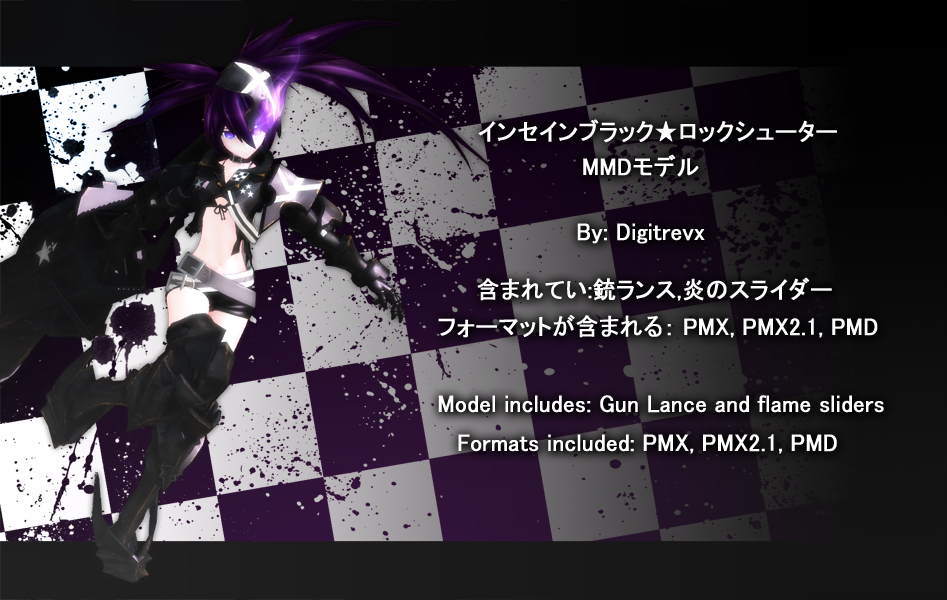 インセインブラック★ロックシューター
MMDモデル
By: Digitrevx
含まれてい:銃ランス,炎のスライダー
フォーマットが含まれる： PMX, PMX2.1, PMD
Model includes: Gun Lance and flame sliders
Formats included: PMX, PMX2.1, PMD